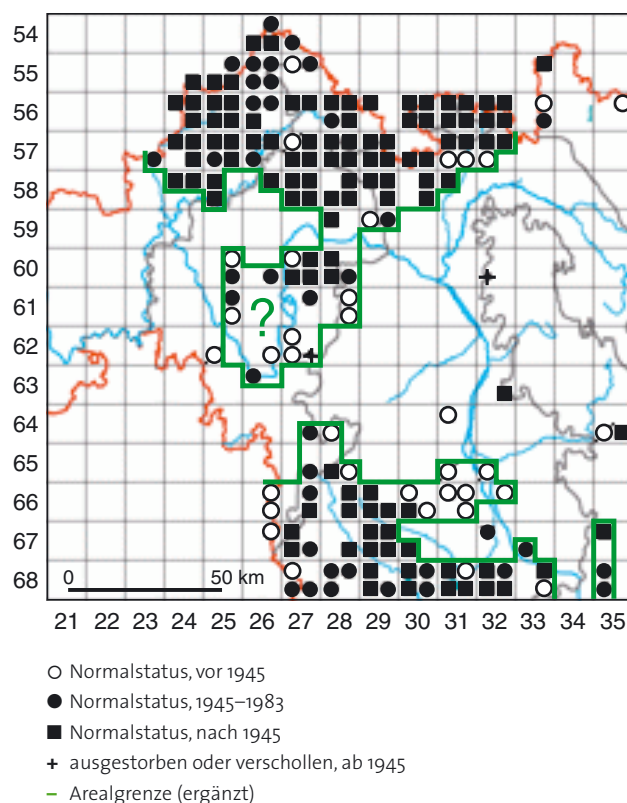 54
55
56
57
58
59
60
61
?
62
63
64
65
66
67
68
0 50 km
21 22 23 24 25 26 27 28 29 30 31 32 33 34 35
Normalstatus, vor 1945
Normalstatus, 1945–1983
Normalstatus, nach 1945
+ ausgestorben oder verschollen, ab 1945
– Arealgrenze (ergänzt)